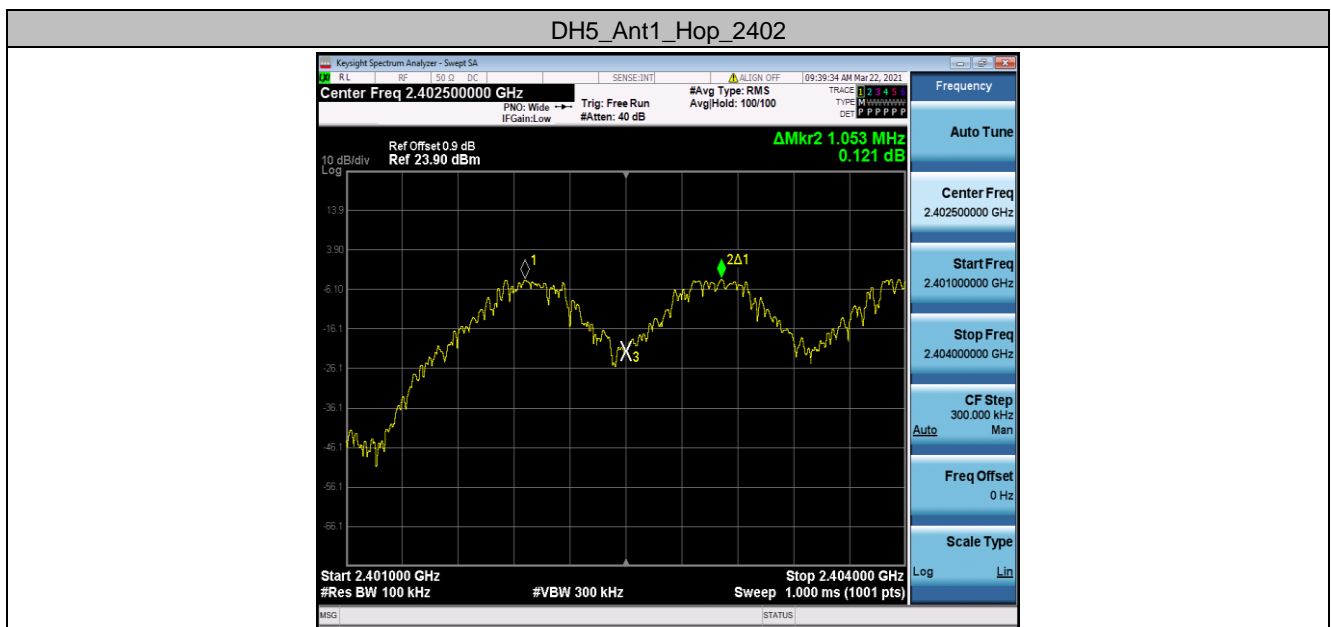 DH5_Ant1_Hop_2402
Keysight Spectrum Analyzer - Swept SA
RL RF 50 Ω DC SENSE:INT ALIGN OFF 09:39:34 AM Mar 22, 2021
Center Freq 2.402500000 GHz
PNO: Wide
IFGain:Low
Trig: Free Run
#Atten: 40 dB
#Avg Type: RMS
Avg|Hold: 100/100
TRACE 1 2 3 4 5 6
TYPE M W W W W W
DET P P P P P P
ΔMkr2 1.053 MHz
0.121 dB
Ref Offset 0.9 dB
10 dB/div Ref 23.90 dBm
Log
13.9
3.90
-6.10
-16.1
-26.1
-36.1
-46.1
-56.1
-66.1
1
2Δ1
3
Start 2.401000 GHz
Stop 2.404000 GHz
#Res BW 100 kHz
#VBW 300 kHz
Sweep 1.000 ms (1001 pts)
MSG
STATUS
Frequency
Auto Tune
Center Freq
2.402500000 GHz
Start Freq
2.401000000 GHz
Stop Freq
2.404000000 GHz
CF Step
300.000 kHz
Auto Man
Freq Offset
0 Hz
Scale Type
Log Lin